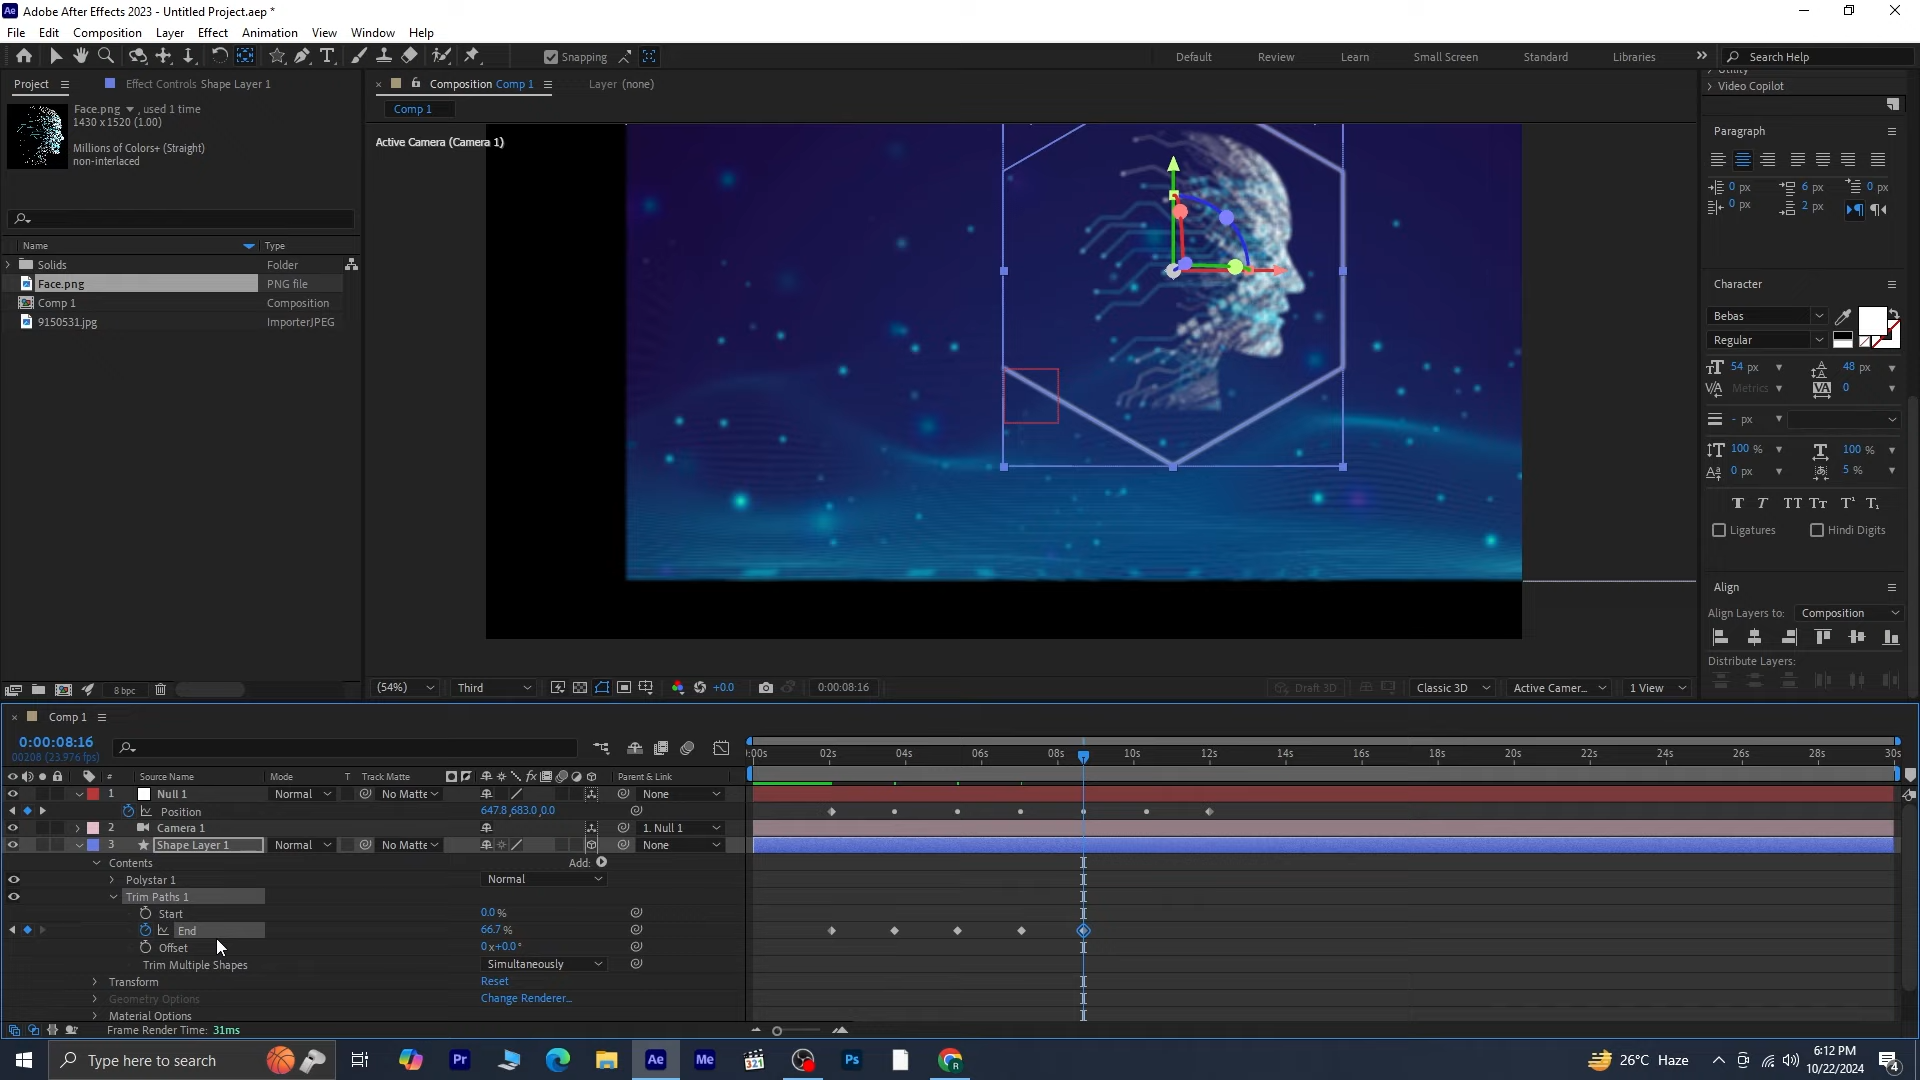 Adobe After Effects 2023 - Untitled Project.aep *
File Edit Composition Layer Effect Animation View Window Help
Snapping
Default Review Learn Small Screen Standard Libraries Search Help
Project Effect Controls Shape Layer 1
Composition Comp 1 Layer (none)
Comp 1
Face.png , used 1 time
1430 x 1520 (1.00)
Millions of Colors+ (Straight)
non-interlaced
Name Type
Solids Folder
Face.png PNG file
Comp 1 Composition
9150531.jpg ImporterJPEG
8 bpc
Active Camera (Camera 1)
(54%) Third +0.0 0:00:08:16 Draft 3D Classic 3D Active Camer... 1 View
Video Copilot
Paragraph
0 px 6 px 0 px
0 px 2 px
Character
Bebas
Regular
54 px 48 px
Metrics 0
- px
100 % 100 %
0 px 5 %
T T TT Tt T¹ T₁
Ligatures Hindi Digits
Align
Align Layers to: Composition
Distribute Layers:
Comp 1
0:00:08:16
00208 (23.976 fps)
:00s 02s 04s 06s 08s 10s 12s 14s 16s 18s 20s 22s 24s 26s 28s 30s
# Source Name Mode T Track Matte fx Parent & Link
1 Null 1 Normal No Matte None
Position 647.8,683.0,0.0
2 Camera 1 1. Null 1
3 Shape Layer 1 Normal No Matte None
Contents Add:
Polystar 1 Normal
Trim Paths 1
Start 0.0 %
End 66.7 %
Offset 0x+0.0°
Trim Multiple Shapes Simultaneously
Transform Reset
Geometry Options Change Renderer...
Material Options
Frame Render Time: 31ms
Type here to search
26°C Haze
6:12 PM
10/22/2024